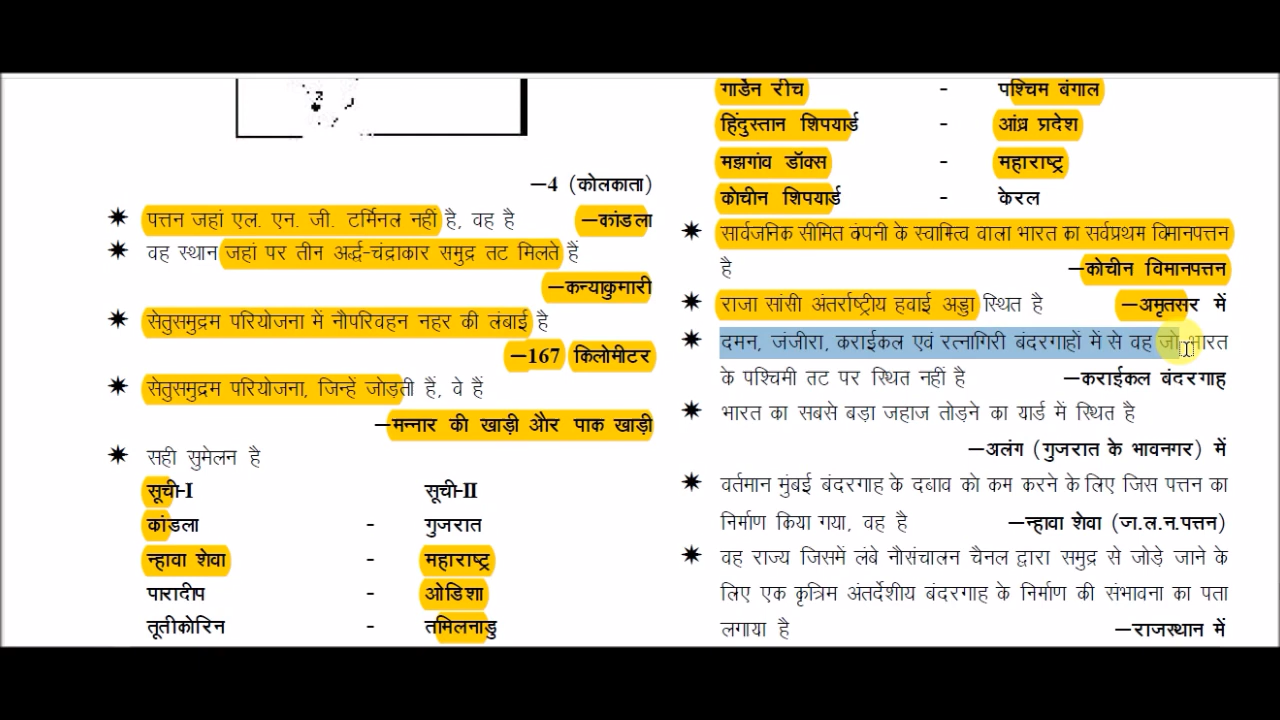 —4 (कोलकाता)
पत्तन जहां एल. एन. जी. टर्मिनल नहीं है, वह है —कांडला
वह स्थान जहां पर तीन अर्द्ध-चंद्राकार समुद्र तट मिलते हैं
—कन्याकुमारी
सेतुसमुद्रम परियोजना में नौपरिवहन नहर की लंबाई है
—167 किलोमीटर
सेतुसमुद्रम परियोजना, जिन्हें जोड़ती हैं, वे हैं
—मन्नार की खाड़ी और पाक खाड़ी
सही सुमेलन है
सूची-I सूची-II
कांडला - गुजरात
न्हावा शेवा - महाराष्ट्र
पारादीप - ओडिशा
तूतीकोरिन - तमिलनाडु
गार्डेन रीच - पश्चिम बंगाल
हिंदुस्तान शिपयार्ड - आंध्र प्रदेश
मझगांव डॉक्स - महाराष्ट्र
कोचीन शिपयार्ड - केरल
सार्वजनिक सीमित कंपनी के स्वामित्व वाला भारत का सर्वप्रथम विमानपत्तन
है —कोचीन विमानपत्तन
राजा सांसी अंतर्राष्ट्रीय हवाई अड्डा स्थित है —अमृतसर में
दमन, जंजीरा, कराईकल एवं रत्नागिरी बंदरगाहों में से वह जो भारत
के पश्चिमी तट पर स्थित नहीं है —कराईकल बंदरगाह
भारत का सबसे बड़ा जहाज तोड़ने का यार्ड में स्थित है
—अलंग (गुजरात के भावनगर) में
वर्तमान मुंबई बंदरगाह के दबाव को कम करने के लिए जिस पत्तन का
निर्माण किया गया, वह है —न्हावा शेवा (ज.ल.न.पत्तन)
वह राज्य जिसमें लंबे नौसंचालन चैनल द्वारा समुद्र से जोड़े जाने के
लिए एक कृत्रिम अंतर्देशीय बंदरगाह के निर्माण की संभावना का पता
लगाया है —राजस्थान में